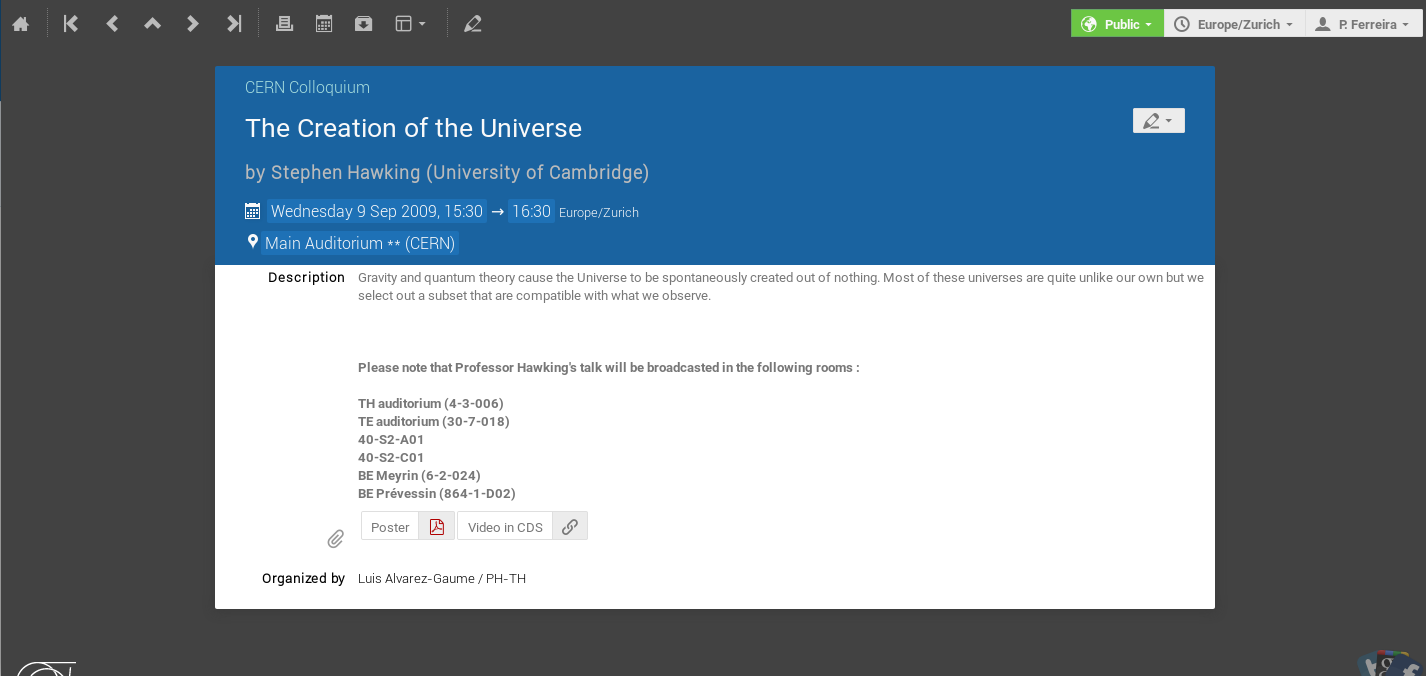 Public Europe/Zurich P. Ferreira
CERN Colloquium
The Creation of the Universe
by Stephen Hawking (University of Cambridge)
Wednesday 9 Sep 2009, 15:30 → 16:30 Europe/Zurich
Main Auditorium ** (CERN)
Description Gravity and quantum theory cause the Universe to be spontaneously created out of nothing. Most of these universes are quite unlike our own but we
select out a subset that are compatible with what we observe.
Please note that Professor Hawking's talk will be broadcasted in the following rooms :
TH auditorium (4-3-006)
TE auditorium (30-7-018)
40-S2-A01
40-S2-C01
BE Meyrin (6-2-024)
BE Prévessin (864-1-D02)
Poster Video in CDS
Organized by Luis Alvarez-Gaume / PH-TH